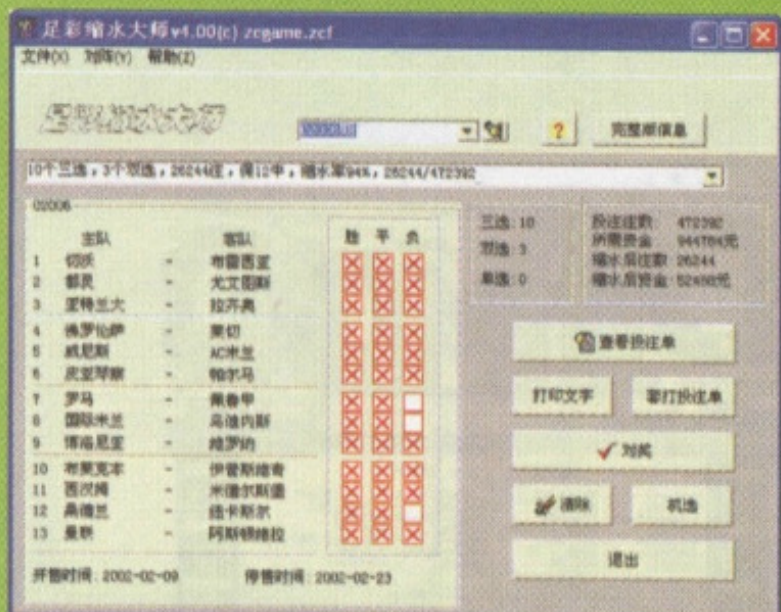 足彩缩水大师v4.00(c) zcgame.zcf
文件(X) 对阵(Y) 帮助(Z)
足彩缩水大师
? 完整版信息
10个三选,3个双选,26244注,保12中,缩水率94%,26244/472392
02006
主队 客队 胜 平 负
1 切沃 - 布雷西亚
2 都灵 - 尤文图斯
3 亚特兰大 - 拉齐奥
4 佛罗伦萨 - 莱切
5 威尼斯 - AC米兰
6 皮亚琴察 - 帕尔马
7 罗马 - 佩鲁甲
8 国际米兰 - 乌迪内斯
9 博洛尼亚 - 维罗纳
10 布莱克本 - 伊普斯维奇
11 西汉姆 - 米德尔斯堡
12 桑德兰 - 纽卡斯尔
13 曼联 - 阿斯顿维拉
开售时间:2002-02-09 停售时间:2002-02-23
三选:10
双选:3
单选:0
投注注数: 472392
所需资金: 944784元
缩水后注数:26244
缩水后资金:52488元
查看投注单
打印文字 套打投注单
对奖
清除 机选
退出